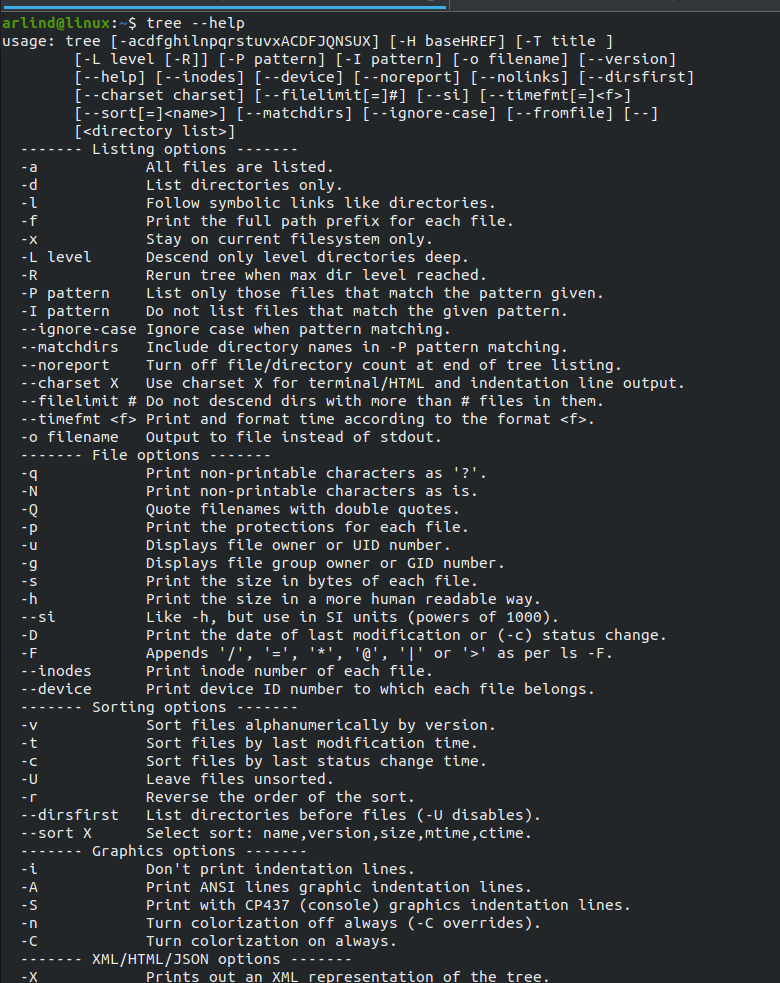 arlind@linux:~$ tree --help
usage: tree [-acdfghilnpqrstuvxACDFJQNSUX] [-H baseHREF] [-T title ]
        [-L level [-R]] [-P pattern] [-I pattern] [-o filename] [--version]
        [--help] [--inodes] [--device] [--noreport] [--nolinks] [--dirsfirst]
        [--charset charset] [--filelimit[=]#] [--si] [--timefmt[=]<f>]
        [--sort[=]<name>] [--matchdirs] [--ignore-case] [--fromfile] [--]
        [<directory list>]
  ------- Listing options -------
  -a            All files are listed.
  -d            List directories only.
  -l            Follow symbolic links like directories.
  -f            Print the full path prefix for each file.
  -x            Stay on current filesystem only.
  -L level      Descend only level directories deep.
  -R            Rerun tree when max dir level reached.
  -P pattern    List only those files that match the pattern given.
  -I pattern    Do not list files that match the given pattern.
  --ignore-case Ignore case when pattern matching.
  --matchdirs   Include directory names in -P pattern matching.
  --noreport    Turn off file/directory count at end of tree listing.
  --charset X   Use charset X for terminal/HTML and indentation line output.
  --filelimit # Do not descend dirs with more than # files in them.
  --timefmt <f> Print and format time according to the format <f>.
  -o filename   Output to file instead of stdout.
  ------- File options -------
  -q            Print non-printable characters as '?'.
  -N            Print non-printable characters as is.
  -Q            Quote filenames with double quotes.
  -p            Print the protections for each file.
  -u            Displays file owner or UID number.
  -g            Displays file group owner or GID number.
  -s            Print the size in bytes of each file.
  -h            Print the size in a more human readable way.
  --si          Like -h, but use in SI units (powers of 1000).
  -D            Print the date of last modification or (-c) status change.
  -F            Appends '/', '=', '*', '@', '|' or '>' as per ls -F.
  --inodes      Print inode number of each file.
  --device      Print device ID number to which each file belongs.
  ------- Sorting options -------
  -v            Sort files alphanumerically by version.
  -t            Sort files by last modification time.
  -c            Sort files by last status change time.
  -U            Leave files unsorted.
  -r            Reverse the order of the sort.
  --dirsfirst   List directories before files (-U disables).
  --sort X      Select sort: name,version,size,mtime,ctime.
  ------- Graphics options -------
  -i            Don't print indentation lines.
  -A            Print ANSI lines graphic indentation lines.
  -S            Print with CP437 (console) graphics indentation lines.
  -n            Turn colorization off always (-C overrides).
  -C            Turn colorization on always.
  ------- XML/HTML/JSON options -------
  -X            Prints out an XML representation of the tree.